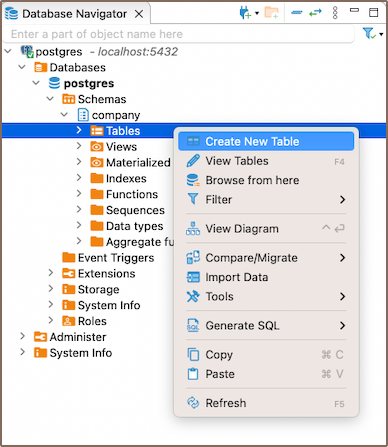 Database Navigator
Enter a part of object name here
postgres - localhost:5432
Databases
postgres
Schemas
company
Tables
Views
Materialized
Indexes
Functions
Sequences
Data types
Aggregate fu
Event Triggers
Extensions
Storage
System Info
Roles
Administer
System Info
Create New Table
View Tables F4
Browse from here
Filter
View Diagram ^ ↵
Compare/Migrate
Import Data
Tools
Generate SQL
Copy ⌘ C
Paste ⌘ V
Refresh F5